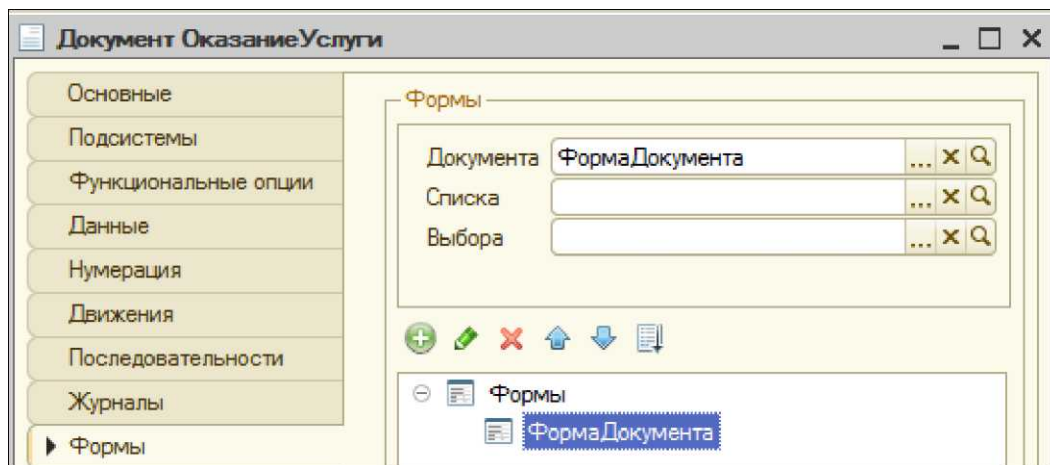 Документ ОказаниеУслуги
Основные
Подсистемы
Функциональные опции
Данные
Нумерация
Движения
Последовательности
Журналы
Формы
Формы
Документа ФормаДокумента ...
Списка ...
Выбора ...
Формы
ФормаДокумента